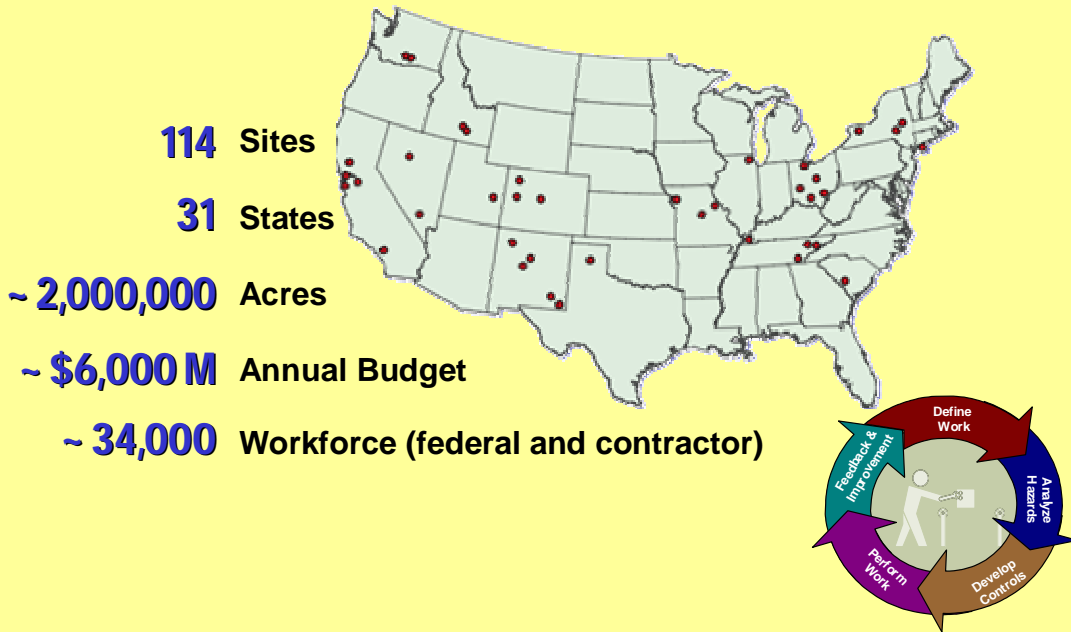 114 Sites
31 States
~ 2,000,000 Acres
~ $6,000 M Annual Budget
~ 34,000 Workforce (federal and contractor)
Define
Work
Analyze
Hazards
Develop
Controls
Perform
Work
Feedback &
Improvement